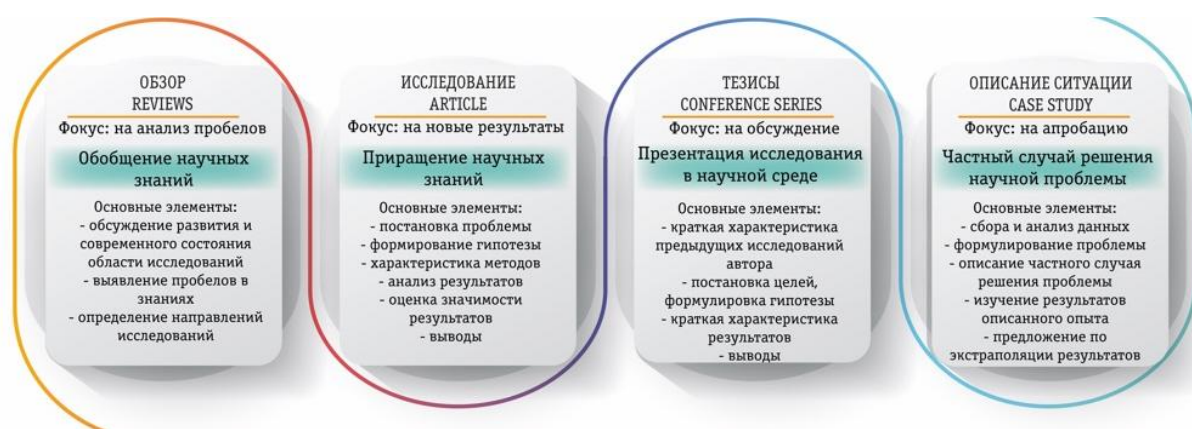 ОБЗОР
REVIEWS
Фокус: на анализ пробелов
Обобщение научных
знаний
Основные элементы:
- обсуждение развития и
современного состояния
области исследований
- выявление пробелов в
знаниях
- определение направлений
исследований
ИССЛЕДОВАНИЕ
ARTICLE
Фокус: на новые результаты
Приращение научных
знаний
Основные элементы:
- постановка проблемы
- формирование гипотезы
- характеристика методов
- анализ результатов
- оценка значимости
результатов
- выводы
ТЕЗИСЫ
CONFERENCE SERIES
Фокус: на обсуждение
Презентация исследования
в научной среде
Основные элементы:
- краткая характеристика
предыдущих исследований
автора
- постановка целей,
формулировка гипотезы
- краткая характеристика
результатов
- выводы
ОПИСАНИЕ СИТУАЦИИ
CASE STUDY
Фокус: на апробацию
Частный случай решения
научной проблемы
Основные элементы:
- сбора и анализ данных
- формулирование проблемы
- описание частного случая
решения проблемы
- изучение результатов
описанного опыта
- предложение по
экстраполяции результатов